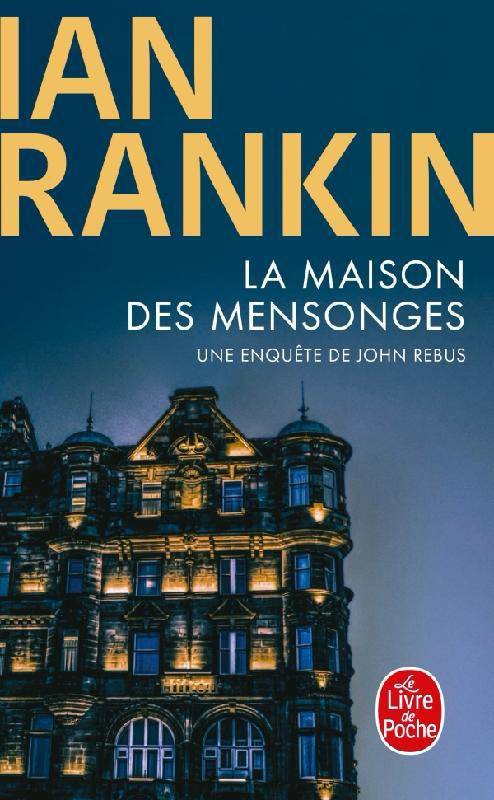 IAN
RANKIN
LA MAISON
DES MENSONGES
UNE ENQUÊTE DE JOHN REBUS
Le
Livre
de
Poche